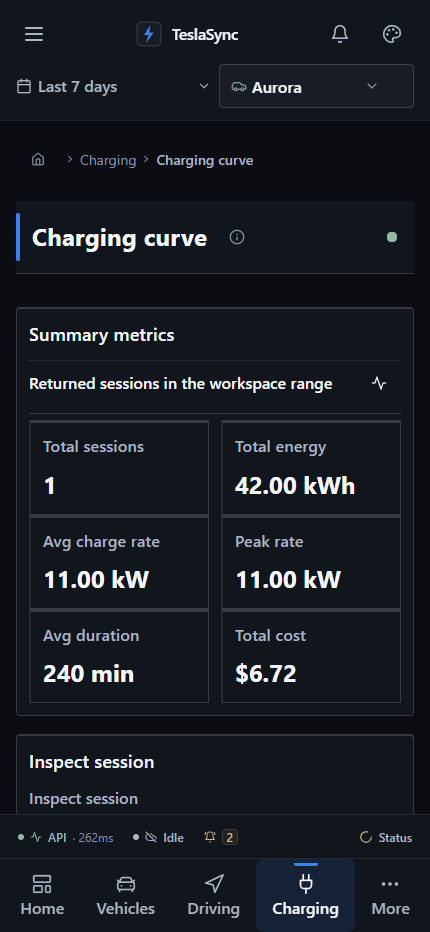 TeslaSync
Last 7 days
Aurora
Charging
Charging curve
Charging curve
Summary metrics
Returned sessions in the workspace range
Total sessions
1
Total energy
42.00 kWh
Avg charge rate
11.00 kW
Peak rate
11.00 kW
Avg duration
240 min
Total cost
$6.72
Inspect session
Inspect session
API · 262ms
Idle
2
Status
Home
Vehicles
Driving
Charging
More